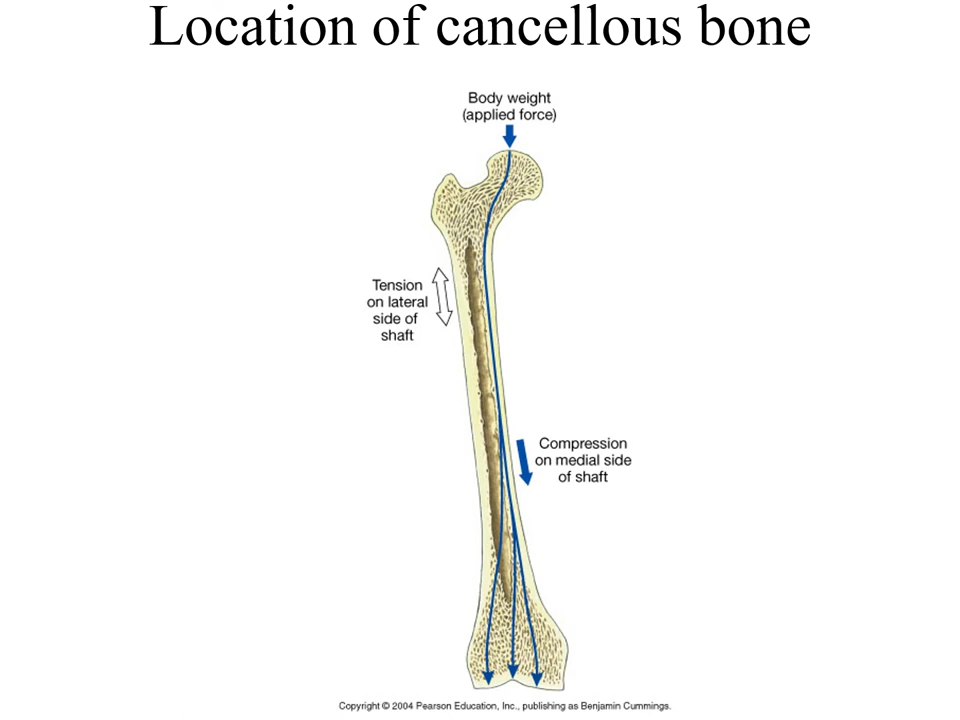 Location of cancellous bone
Body weight
(applied force)
Tension
on lateral
side of
shaft
Compression
on medial side
of shaft
Copyright © 2004 Pearson Education, Inc., publishing as Benjamin Cummings.